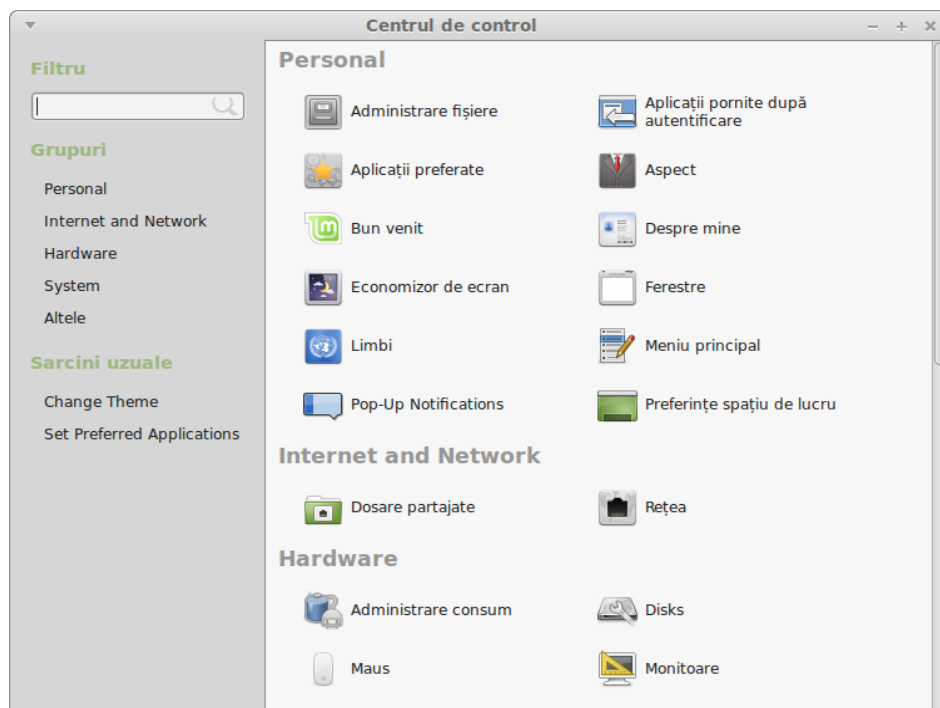 Centrul de control
Filtru
Grupuri
Personal
Internet and Network
Hardware
System
Altele
Sarcini uzuale
Change Theme
Set Preferred Applications
Personal
Administrare fișiere
Aplicații pornite după
autentificare
Aplicații preferate
Aspect
Bun venit
Despre mine
Economizor de ecran
Ferestre
Limbi
Meniu principal
Pop-Up Notifications
Preferințe spațiu de lucru
Internet and Network
Dosare partajate
Rețea
Hardware
Administrare consum
Disks
Maus
Monitoare